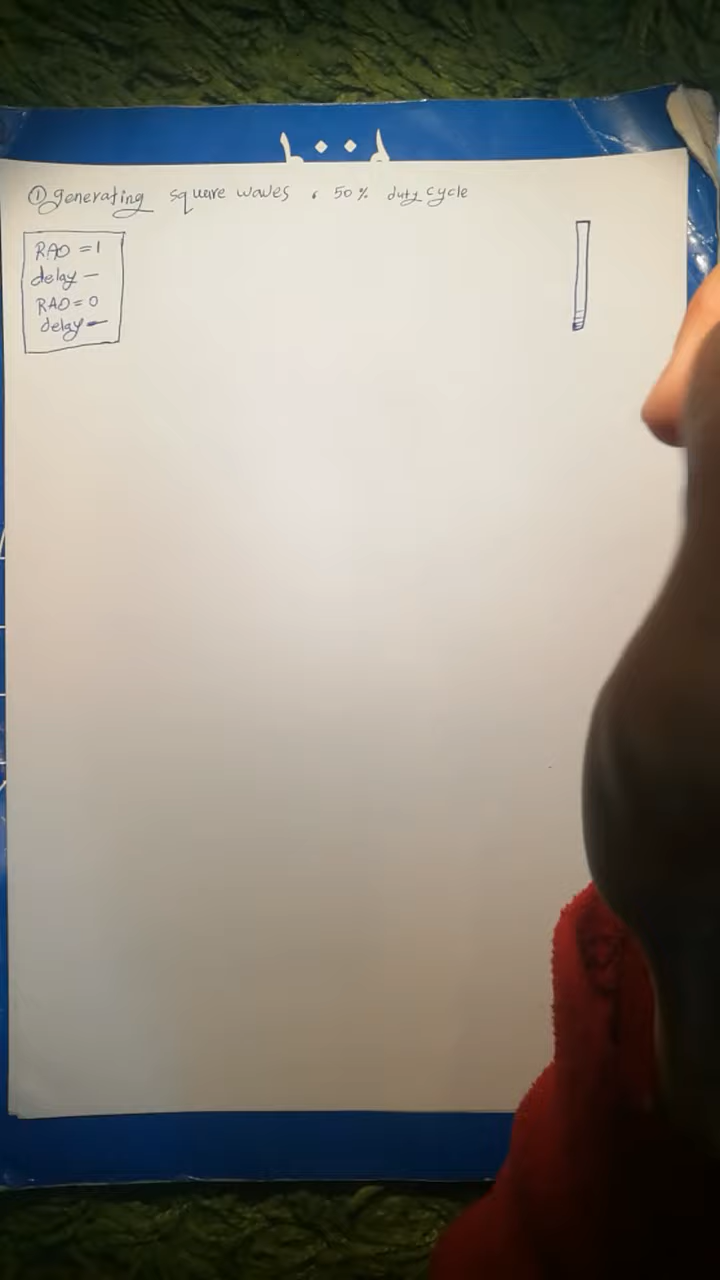 ① generating square waves, 50% duty cycle
RA0 = 1
delay —
RA0 = 0
delay —